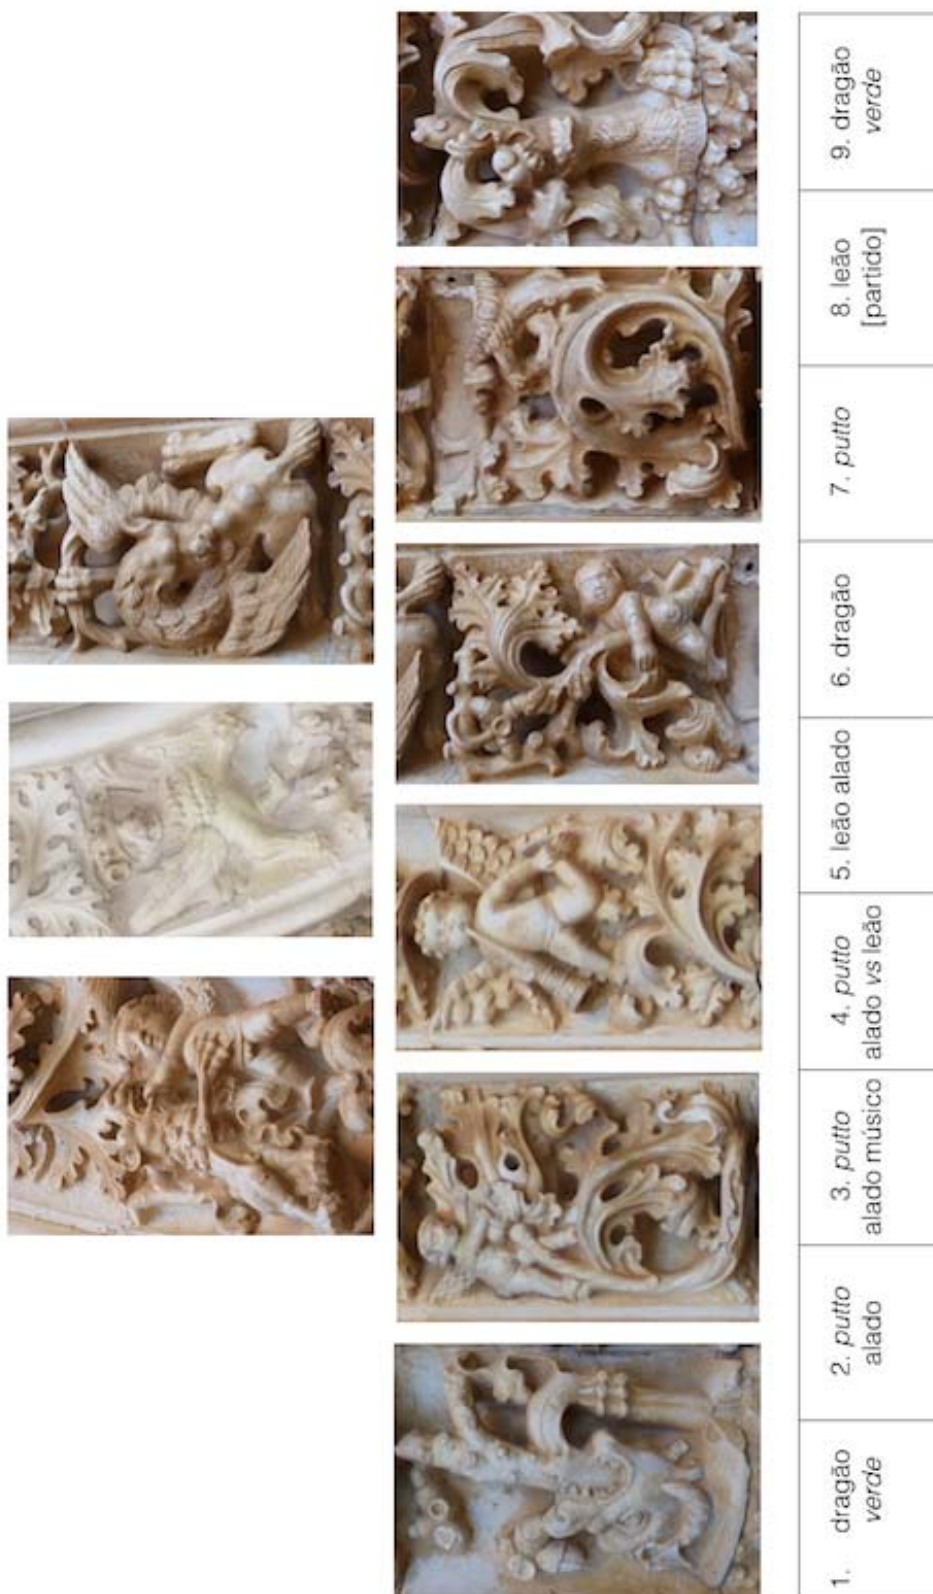 1. dragão
verde
2. putto
alado
3. putto
alado músico
4. putto
alado vs leão
5. leão alado
6. dragão
7. putto
8. leão
[partido]
9. dragão
verde